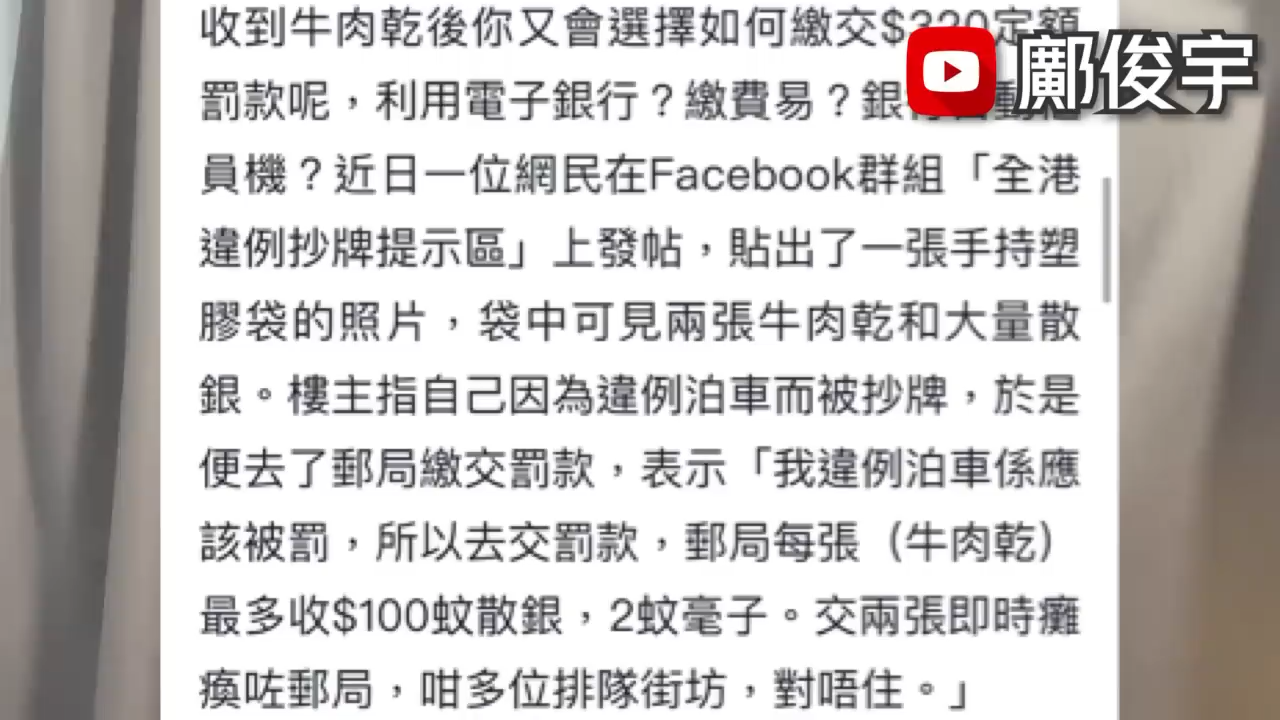 收到牛肉乾後你又會選擇如何繳交$320定額
鄺俊宇
罰款呢，利用電子銀行？繳費易？銀
員機？近日一位網民在Facebook群組「全港
違例抄牌提示區」上發帖，貼出了一張手持塑
膠袋的照片，袋中可見兩張牛肉乾和大量散
銀。樓主指自己因為違例泊車而被抄牌，於是
便去了郵局繳交罰款，表示「我違例泊車係應
該被罰，所以去交罰款，郵局每張（牛肉乾）
最多收$100蚊散銀，2蚊毫子。交兩張即時癱
瘓咗郵局，咁多位排隊街坊，對唔住。」